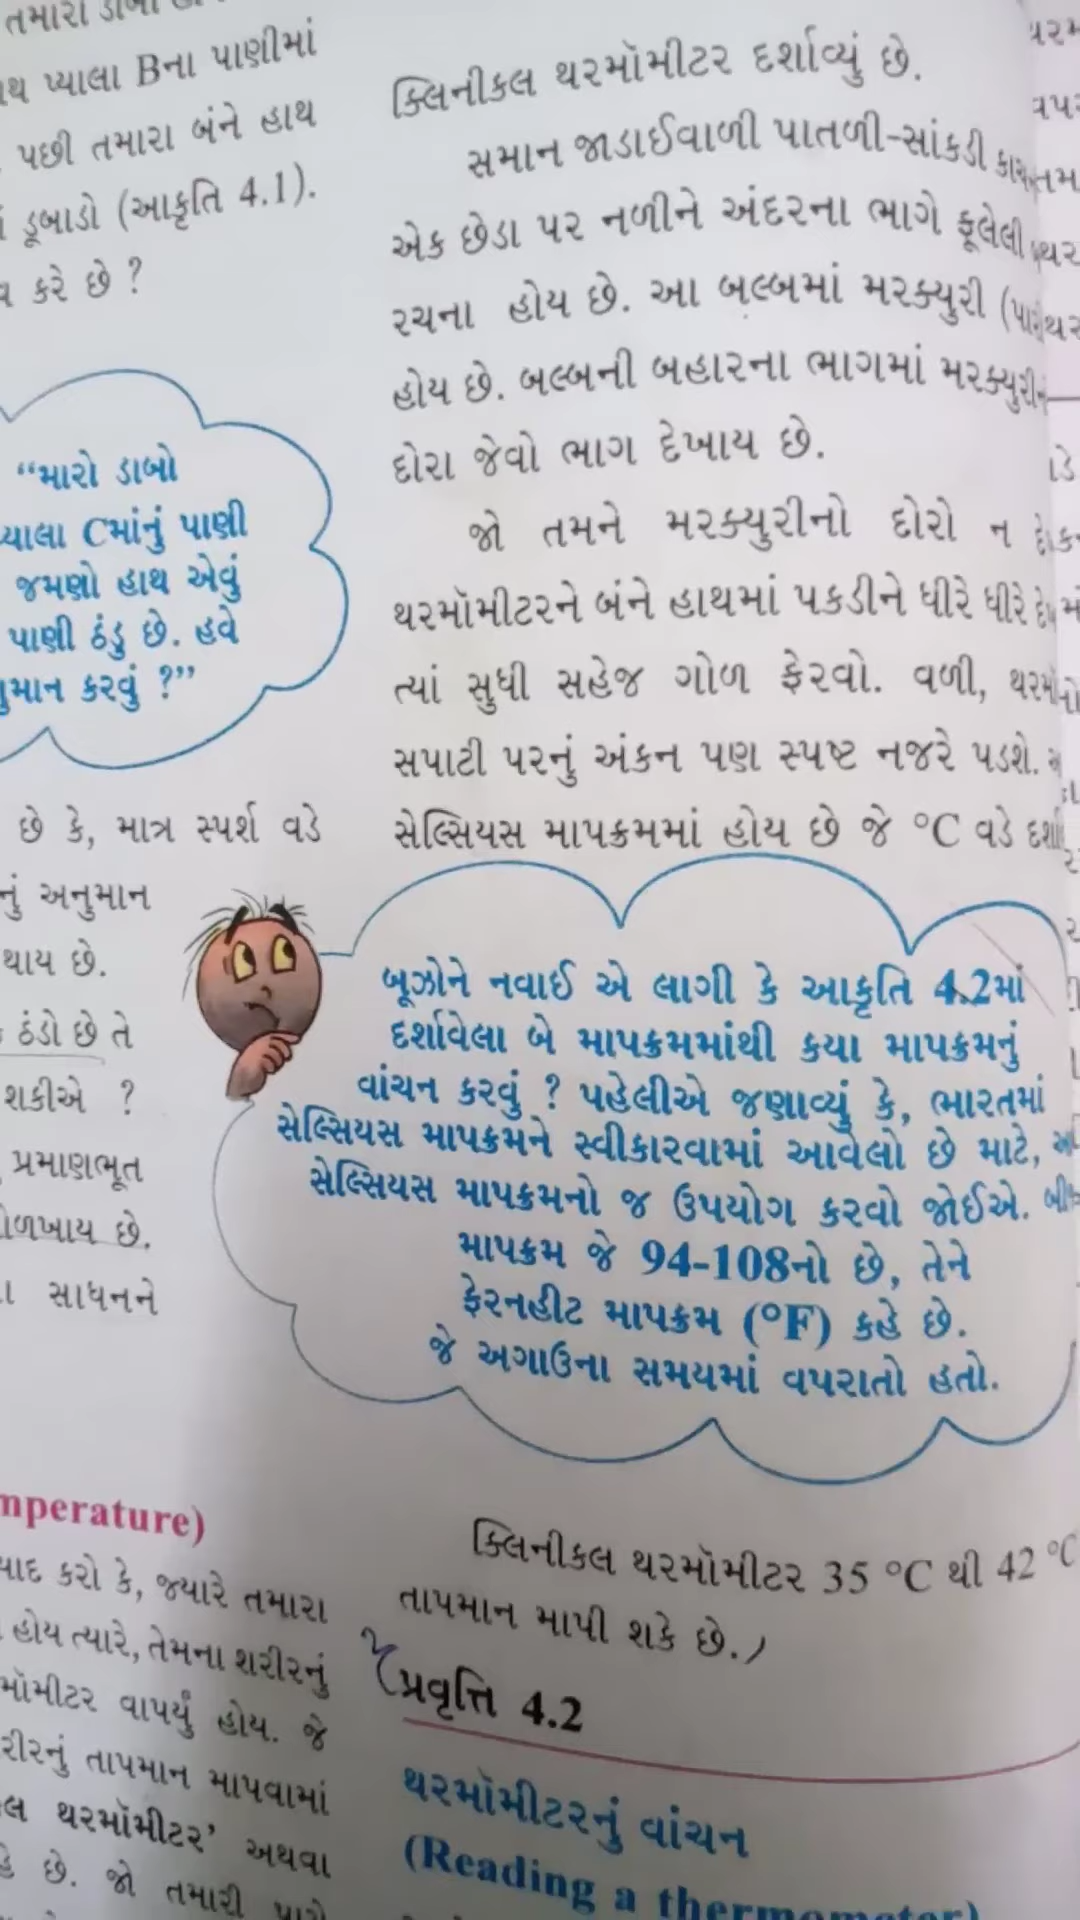 તમારા ડાબા
પ્યાલા Bના પાણીમાં
પછી તમારા બંને હાથ
ડૂબાડો (આકૃતિ 4.1).
કરે છે ?
“મારો ડાબો
પ્યાલા Cમાંનું પાણી
જમણો હાથ એવું
પાણી ઠંડુ છે. હવે
કરવું ?”
છે કે, માત્ર સ્પર્શ વડે
અનુમાન
થાય છે.
ઠંડો છે તે
શકીએ ?
પ્રમાણભૂત
છે.
સાધનને
mperature)
યાદ કરો કે, જ્યારે તમારા
હોય ત્યારે, તેમના શરીરનું
વાપર્યું હોય. જે
તાપમાન માપવામાં
થરમૉમીટર’ અથવા
છે. જો તમારી
ક્લિનીકલ થરમૉમીટર દર્શાવ્યું છે.
સમાન જાડાઈવાળી પાતળી-સાંકડી
એક છેડા પર નળીને અંદરના ભાગે ફૂલેલી
રચના હોય છે. આ બલ્બમાં મરક્યુરી
હોય છે. બલ્બની બહારના ભાગમાં
દોરા જેવો ભાગ દેખાય છે.
જો તમને મરક્યુરીનો દોરો ન
થરમૉમીટરને બંને હાથમાં પકડીને ધીરે ધીરે
ત્યાં સુધી સહેજ ગોળ ફેરવો. વળી,
સપાટી પરનું અંકન પણ સ્પષ્ટ નજરે પડશે.
સેલ્સિયસ માપક્રમમાં હોય છે જે °C વડે
બૂઝોને નવાઈ એ લાગી કે આકૃતિ 4.2માં
દર્શાવેલા બે માપક્રમમાંથી કયા માપક્રમનું
વાંચન કરવું ? પહેલીએ જણાવ્યું કે, ભારતમાં
સેલ્સિયસ માપક્રમને સ્વીકારવામાં આવેલો છે માટે,
સેલ્સિયસ માપક્રમનો જ ઉપયોગ કરવો જોઈએ.
માપક્રમ જે 94-108નો છે, તેને
ફેરનહીટ માપક્રમ (°F) કહે છે.
જે અગાઉના સમયમાં વપરાતો હતો.
ક્લિનીકલ થરમૉમીટર 35 °C થી 42 °C
તાપમાન માપી શકે છે.
પ્રવૃત્તિ 4.2
થરમૉમીટરનું વાંચન
(Reading a thermometer)